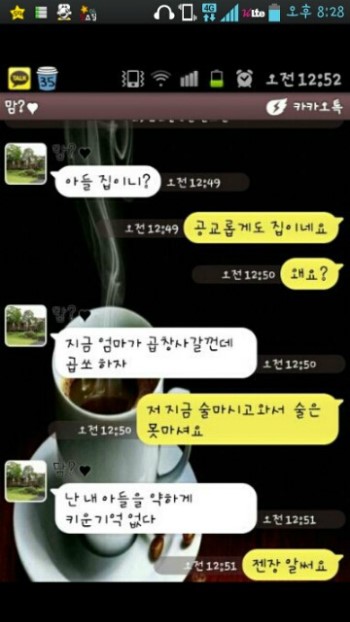 오후 8:28
35
오전 12:52
맘?♥
카카오톡
맘?♥
아들 집이니?
오전 12:49
오전 12:49
공교롭게도 집이네요
오전 12:50
왜요?
맘?♥
지금 엄마가 곱창사갈껀데
곱쏘 하자
오전 12:50
저 지금 술마시고와서 술은
못마셔요
오전 12:50
맘?♥
난 내 아들을 약하게
키운기억 없다
오전 12:51
오전 12:51
젠장 알써요